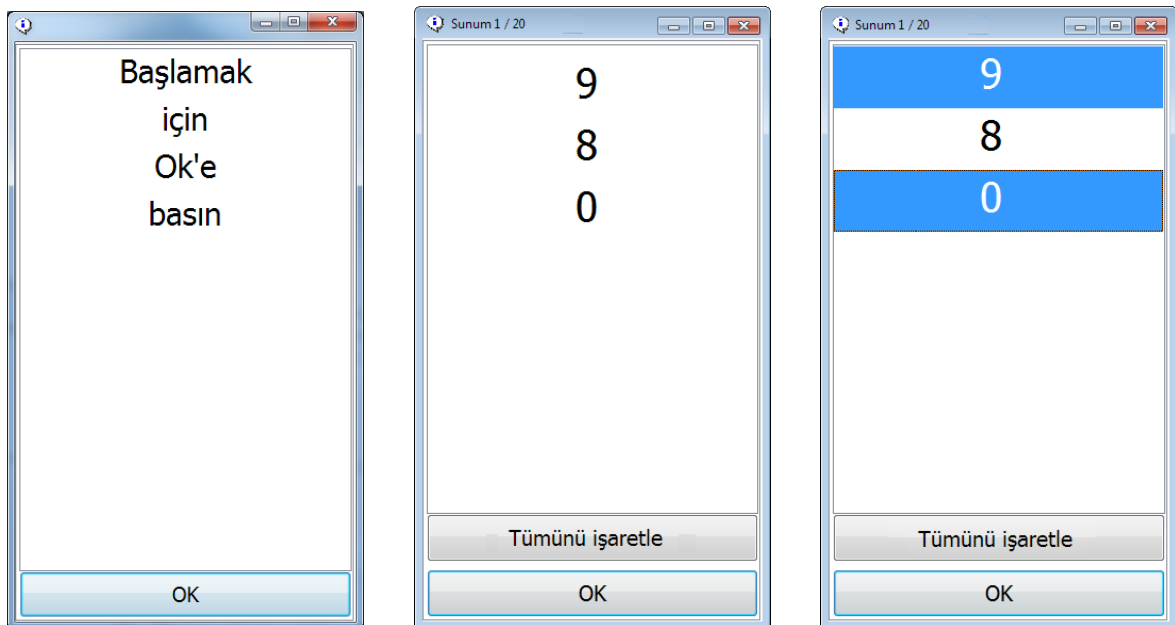 Başlamak
için
Ok'e
basın
OK
Sunum 1 / 20
9
8
0
Tümünü işaretle
OK
Sunum 1 / 20
9
8
0
Tümünü işaretle
OK